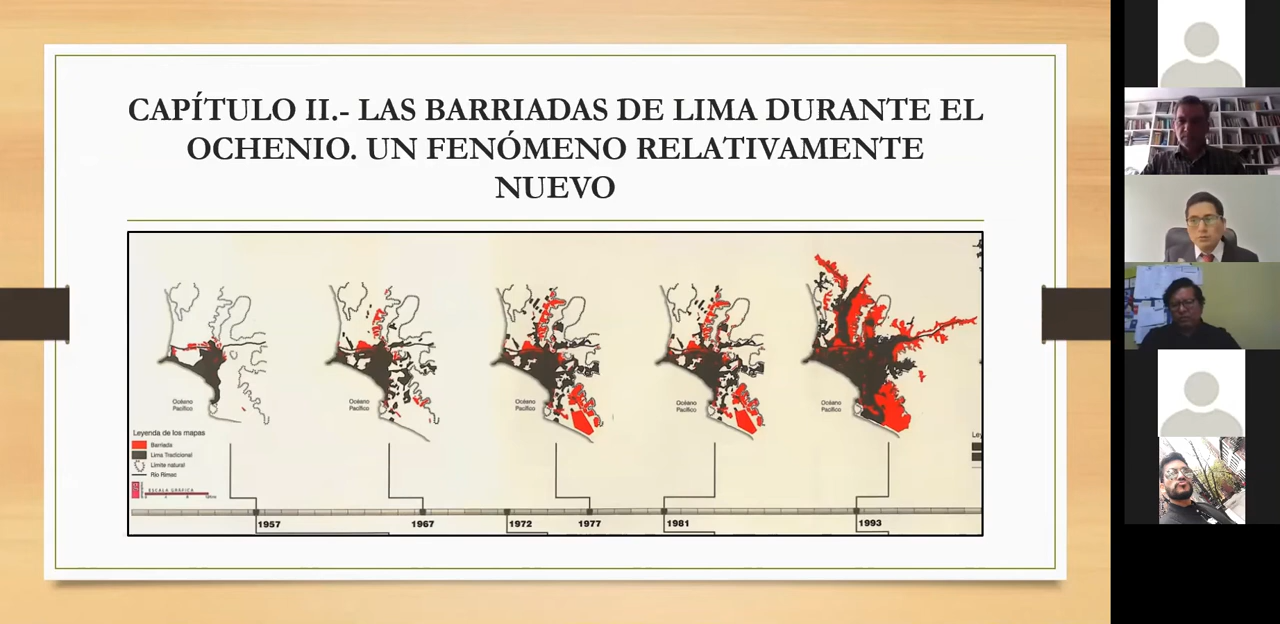 CAPÍTULO II.- LAS BARRIADAS DE LIMA DURANTE EL
OCHENIO. UN FENÓMENO RELATIVAMENTE
NUEVO
Océano
Pacífico
Océano
Pacífico
Océano
Pacífico
Océano
Pacífico
Océano
Pacífico
Leyenda de los mapas
Barriada
Lima Tradicional
Límite natural
Río Rímac
ESCALA GRÁFICA
Ley
1957
1967
1972
1977
1981
1993